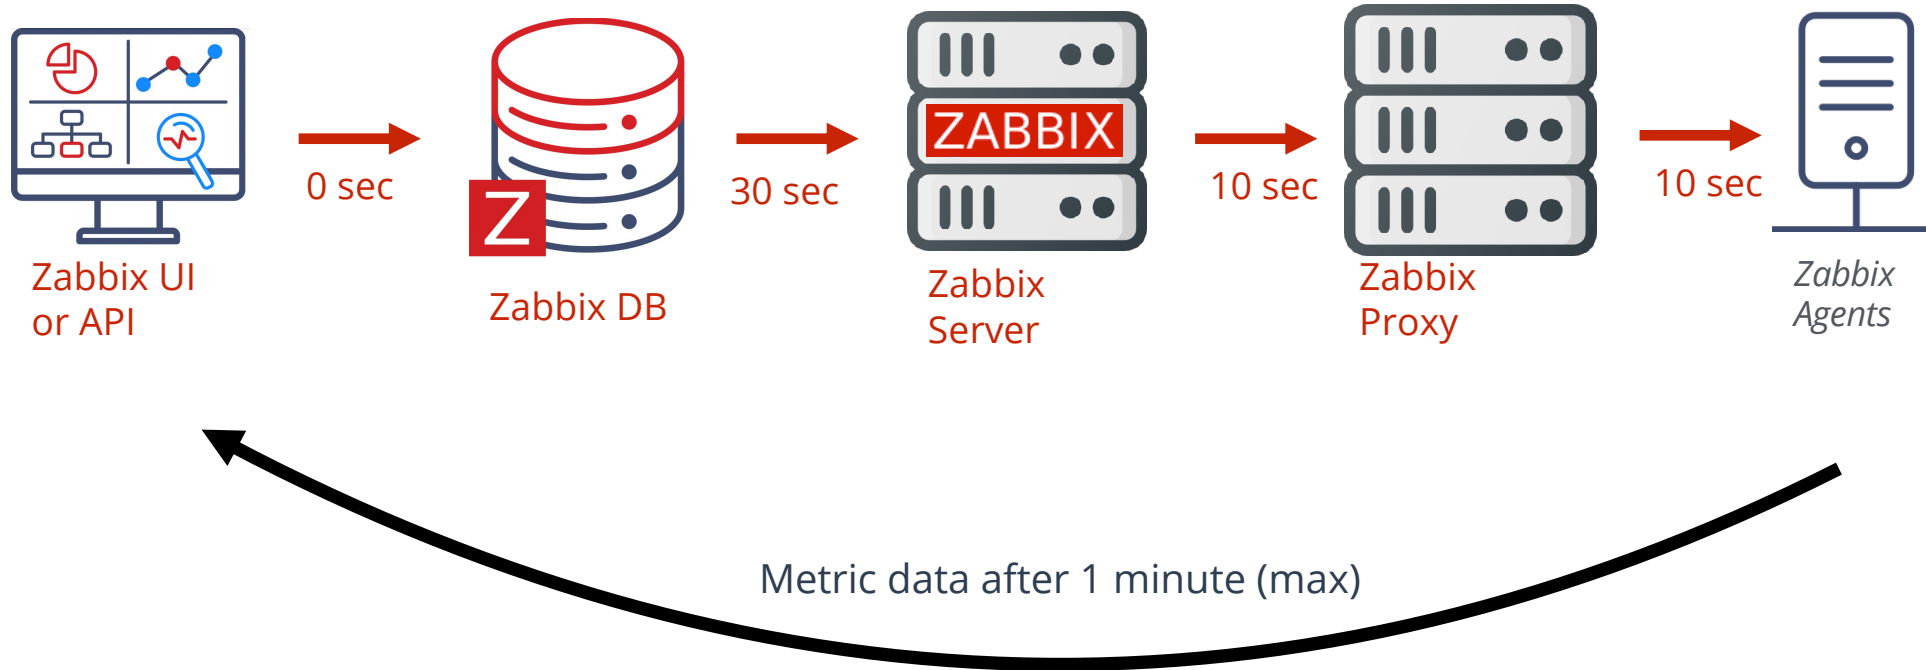 ZABBIX
0 sec
30 sec
10 sec
10 sec
Z
Zabbix UI
or API
Zabbix DB
Zabbix
Server
Zabbix
Proxy
Zabbix
Agents
Metric data after 1 minute (max)